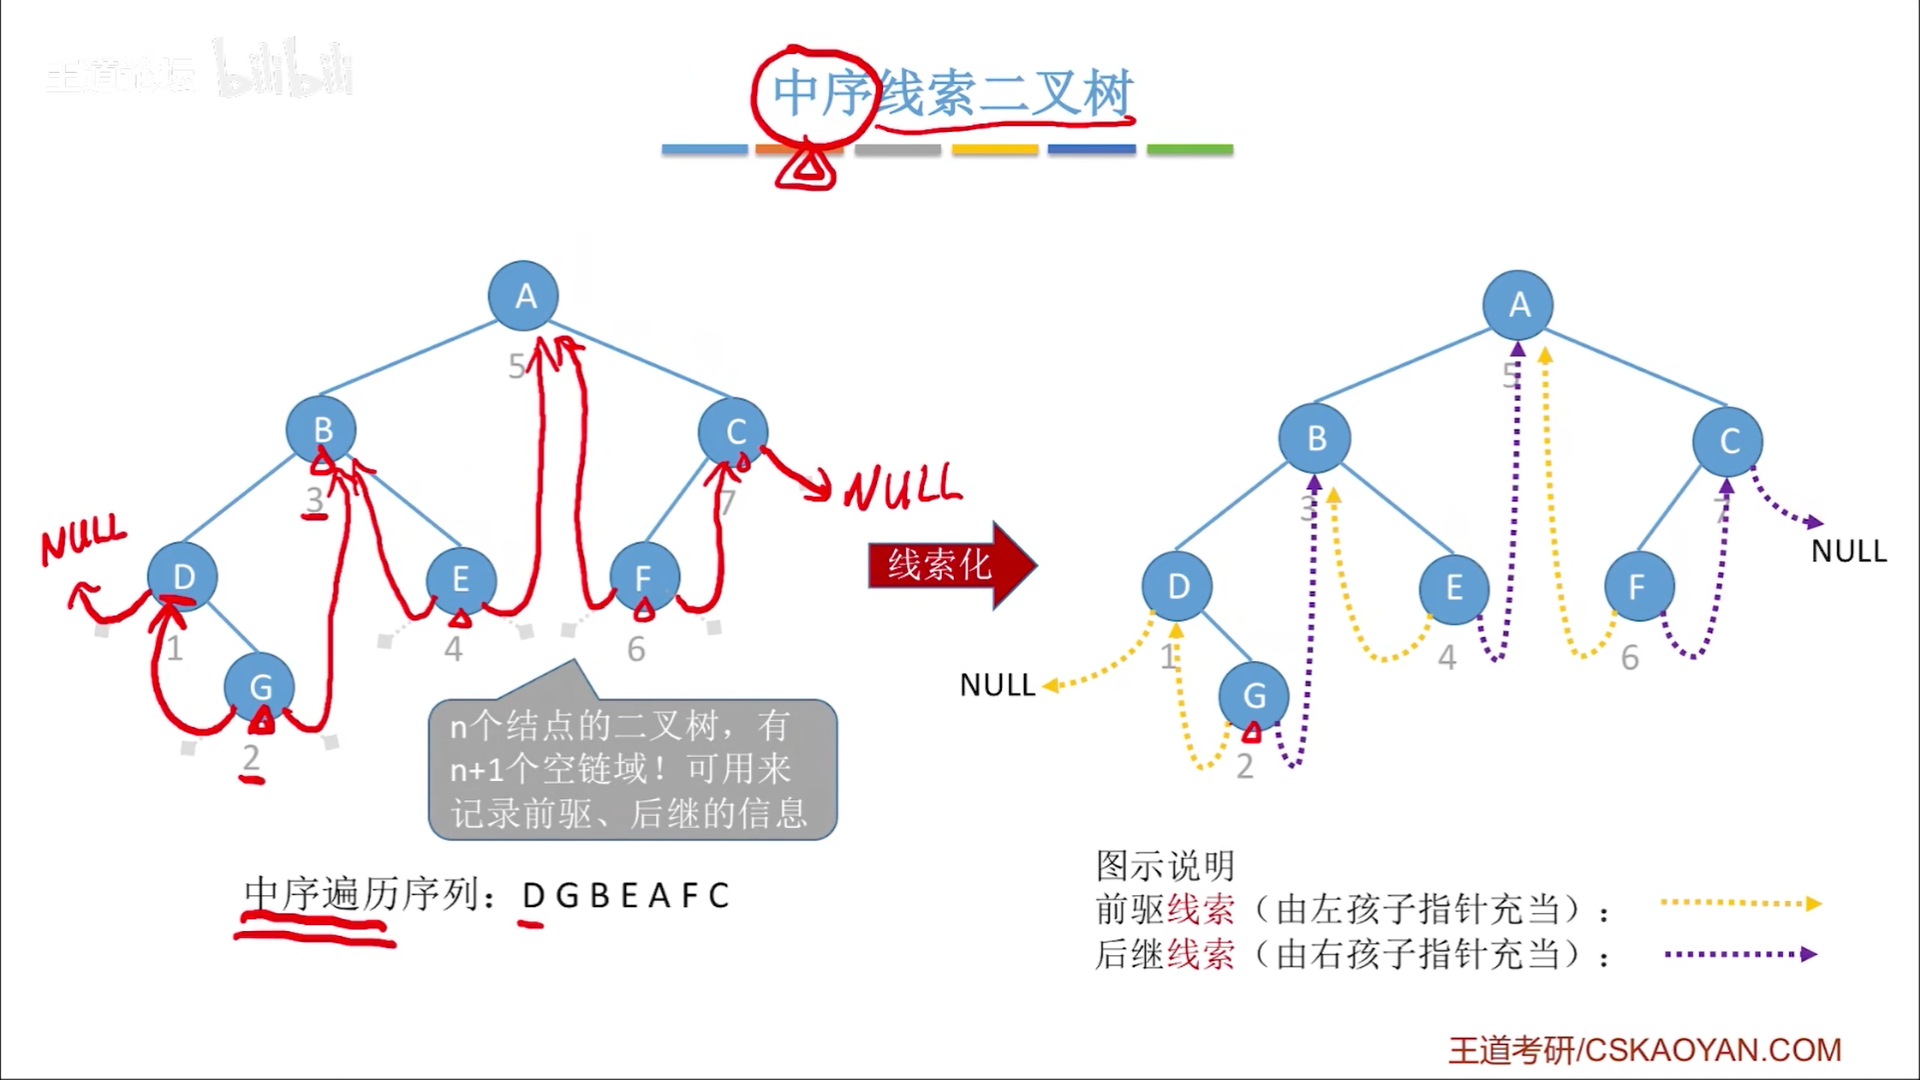 王道论坛 bilibili
中序线索二叉树
A
5
B
3
C
7
NULL
NULL
D
1
E
4
F
6
G
2
n个结点的二叉树，有
n+1个空链域！可用来
记录前驱、后继的信息
中序遍历序列：D G B E A F C
线索化
A
5
B
3
C
7
NULL
D
1
E
4
F
6
NULL
G
2
图示说明
前驱线索（由左孩子指针充当）：
后继线索（由右孩子指针充当）：
王道考研/CSKAOYAN.COM